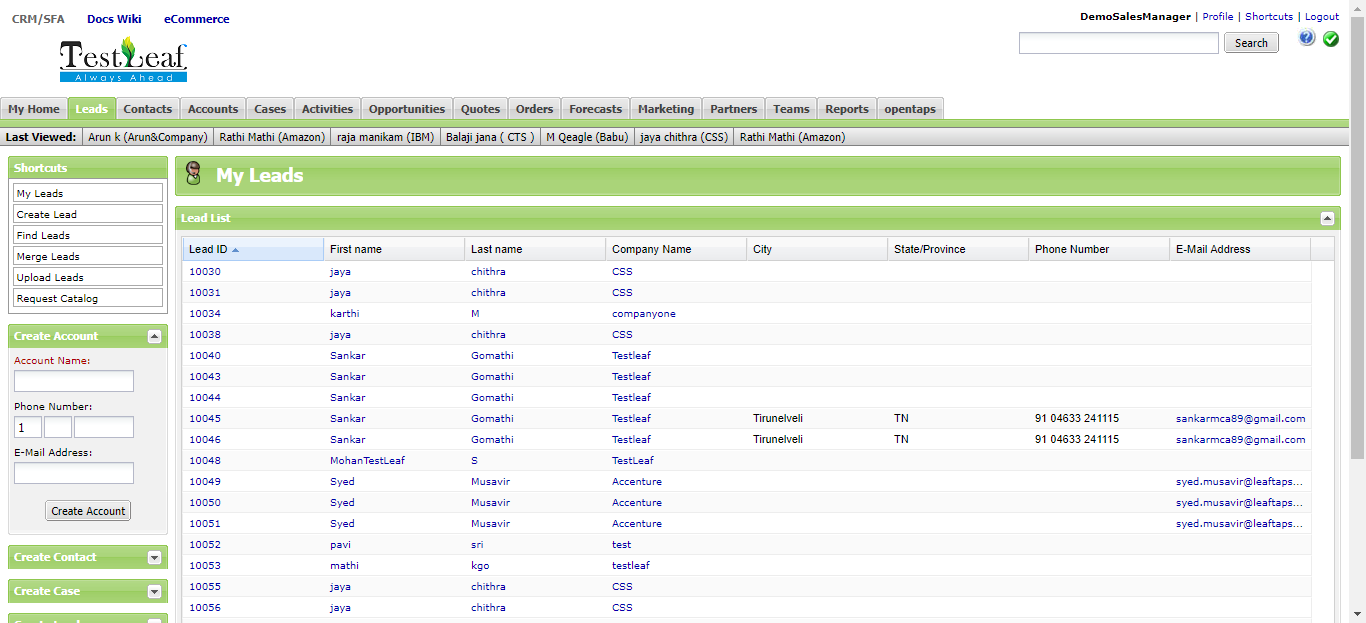 CRM/SFA Docs Wiki eCommerce
DemoSalesManager | Profile | Shortcuts | Logout
TestLeaf
Always Ahead
Search
My Home Leads Contacts Accounts Cases Activities Opportunities Quotes Orders Forecasts Marketing Partners Teams Reports opentaps
Last Viewed: Arun k (Arun&Company) Rathi Mathi (Amazon) raja manikam (IBM) Balaji jana ( CTS ) M Qeagle (Babu) jaya chithra (CSS) Rathi Mathi (Amazon)
Shortcuts
My Leads
Create Lead
Find Leads
Merge Leads
Upload Leads
Request Catalog
Create Account
Account Name:
Phone Number:
1
E-Mail Address:
Create Account
Create Contact
Create Case
My Leads
Lead List
Lead ID First name Last name Company Name City State/Province Phone Number E-Mail Address
10030 jaya chithra CSS
10031 jaya chithra CSS
10034 karthi M companyone
10038 jaya chithra CSS
10040 Sankar Gomathi Testleaf
10043 Sankar Gomathi Testleaf
10044 Sankar Gomathi Testleaf
10045 Sankar Gomathi Testleaf Tirunelveli TN 91 04633 241115 sankarmca89@gmail.com
10046 Sankar Gomathi Testleaf Tirunelveli TN 91 04633 241115 sankarmca89@gmail.com
10048 MohanTestLeaf S TestLeaf
10049 Syed Musavir Accenture syed.musavir@leaftaps...
10050 Syed Musavir Accenture syed.musavir@leaftaps...
10051 Syed Musavir Accenture syed.musavir@leaftaps...
10052 pavi sri test
10053 mathi kgo testleaf
10055 jaya chithra CSS
10056 jaya chithra CSS